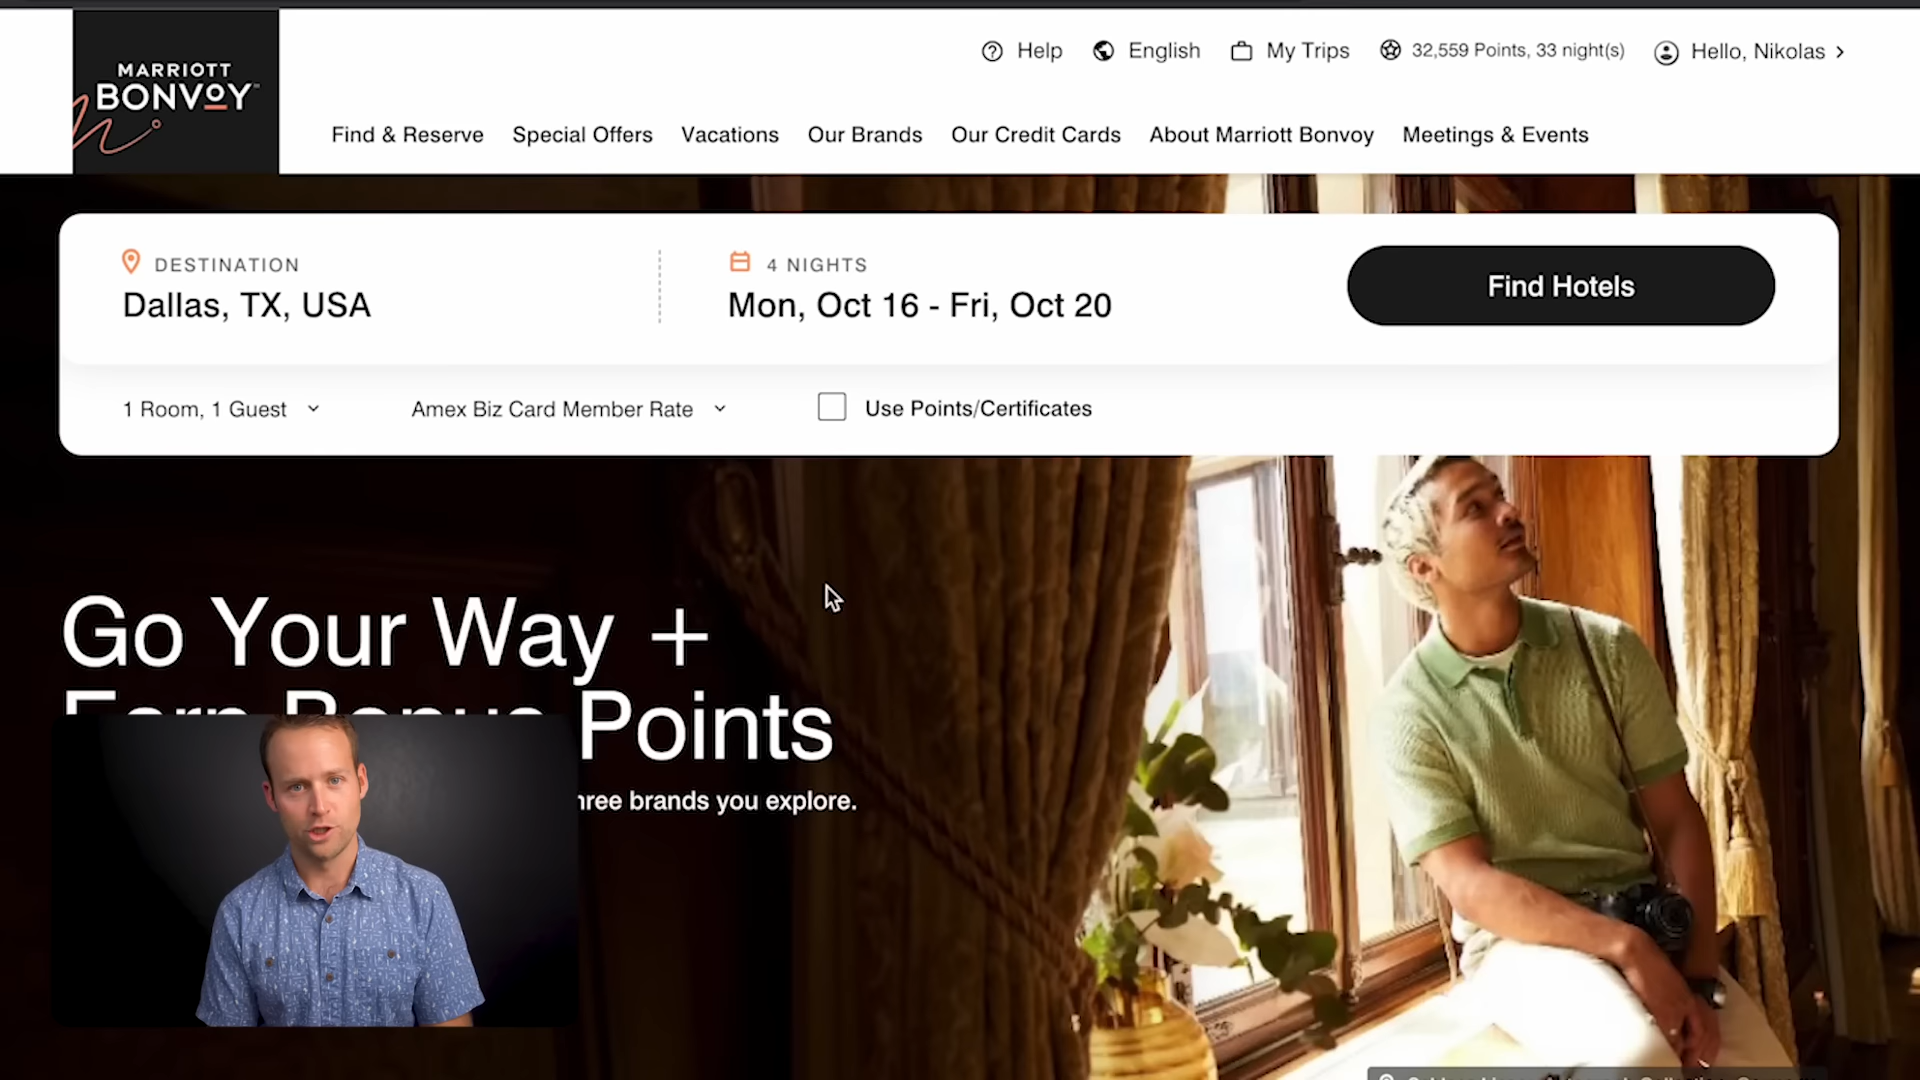 MARRIOTT
BONVOY
Help
English
My Trips
32,559 Points, 33 night(s)
Hello, Nikolas
Find & Reserve
Special Offers
Vacations
Our Brands
Our Credit Cards
About Marriott Bonvoy
Meetings & Events
DESTINATION
Dallas, TX, USA
4 NIGHTS
Mon, Oct 16 - Fri, Oct 20
Find Hotels
1 Room, 1 Guest
Amex Biz Card Member Rate
Use Points/Certificates
Go Your Way +
Earn Bonus Points
brands you explore.